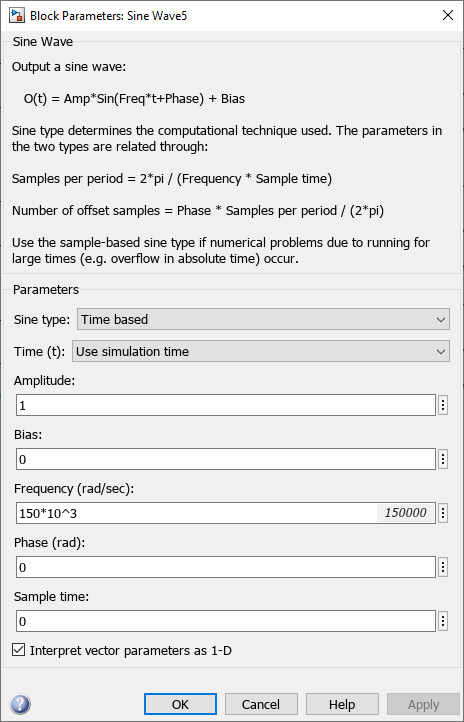 Block Parameters: Sine Wave5
Sine Wave
Output a sine wave:
O(t) = Amp*Sin(Freq*t+Phase) + Bias
Sine type determines the computational technique used. The parameters in
the two types are related through:
Samples per period = 2*pi / (Frequency * Sample time)
Number of offset samples = Phase * Samples per period / (2*pi)
Use the sample-based sine type if numerical problems due to running for
large times (e.g. overflow in absolute time) occur.
Parameters
Sine type: Time based
Time (t): Use simulation time
Amplitude:
1
Bias:
0
Frequency (rad/sec):
150*10^3 150000
Phase (rad):
0
Sample time:
0
Interpret vector parameters as 1-D
? OK Cancel Help Apply